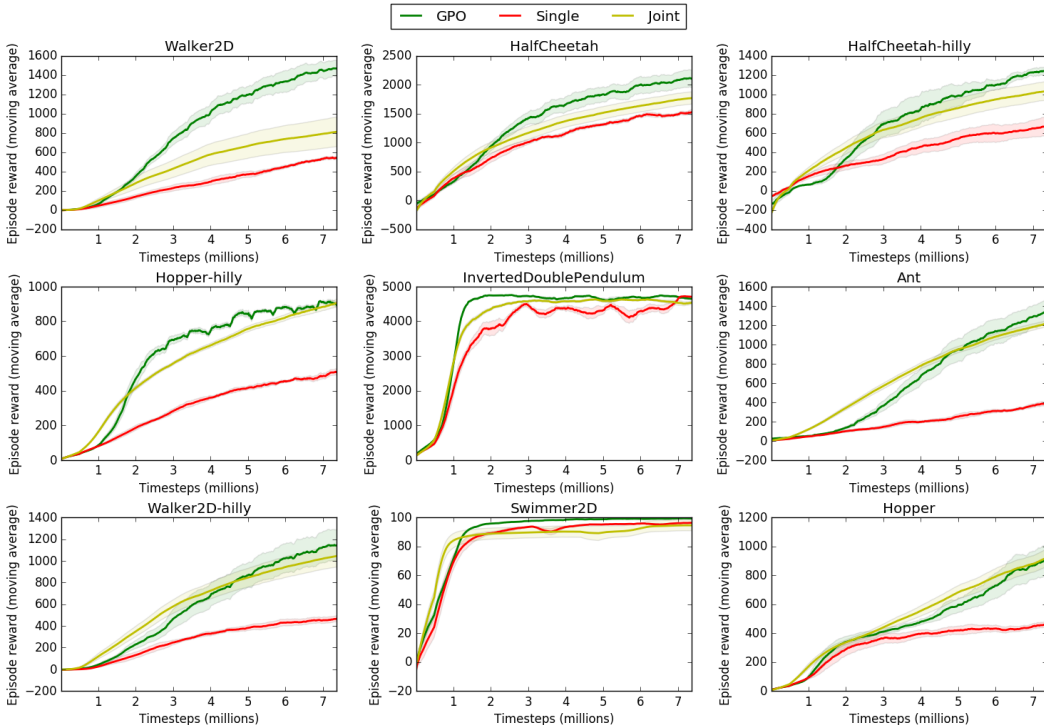 GPO Single Joint
Walker2D
Episode reward (moving average)
1600
1400
1200
1000
800
600
400
200
0
−200
1 2 3 4 5 6 7
Timesteps (millions)
HalfCheetah
Episode reward (moving average)
2500
2000
1500
1000
500
0
−500
1 2 3 4 5 6 7
Timesteps (millions)
HalfCheetah-hilly
Episode reward (moving average)
1400
1200
1000
800
600
400
200
0
−200
−400
1 2 3 4 5 6 7
Timesteps (millions)
Hopper-hilly
Episode reward (moving average)
1000
800
600
400
200
0
1 2 3 4 5 6 7
Timesteps (millions)
InvertedDoublePendulum
Episode reward (moving average)
5000
4000
3000
2000
1000
0
1 2 3 4 5 6 7
Timesteps (millions)
Ant
Episode reward (moving average)
1600
1400
1200
1000
800
600
400
200
0
−200
1 2 3 4 5 6 7
Timesteps (millions)
Walker2D-hilly
Episode reward (moving average)
1400
1200
1000
800
600
400
200
0
−200
1 2 3 4 5 6 7
Timesteps (millions)
Swimmer2D
Episode reward (moving average)
100
80
60
40
20
0
−20
1 2 3 4 5 6 7
Timesteps (millions)
Hopper
Episode reward (moving average)
1200
1000
800
600
400
200
0
1 2 3 4 5 6 7
Timesteps (millions)